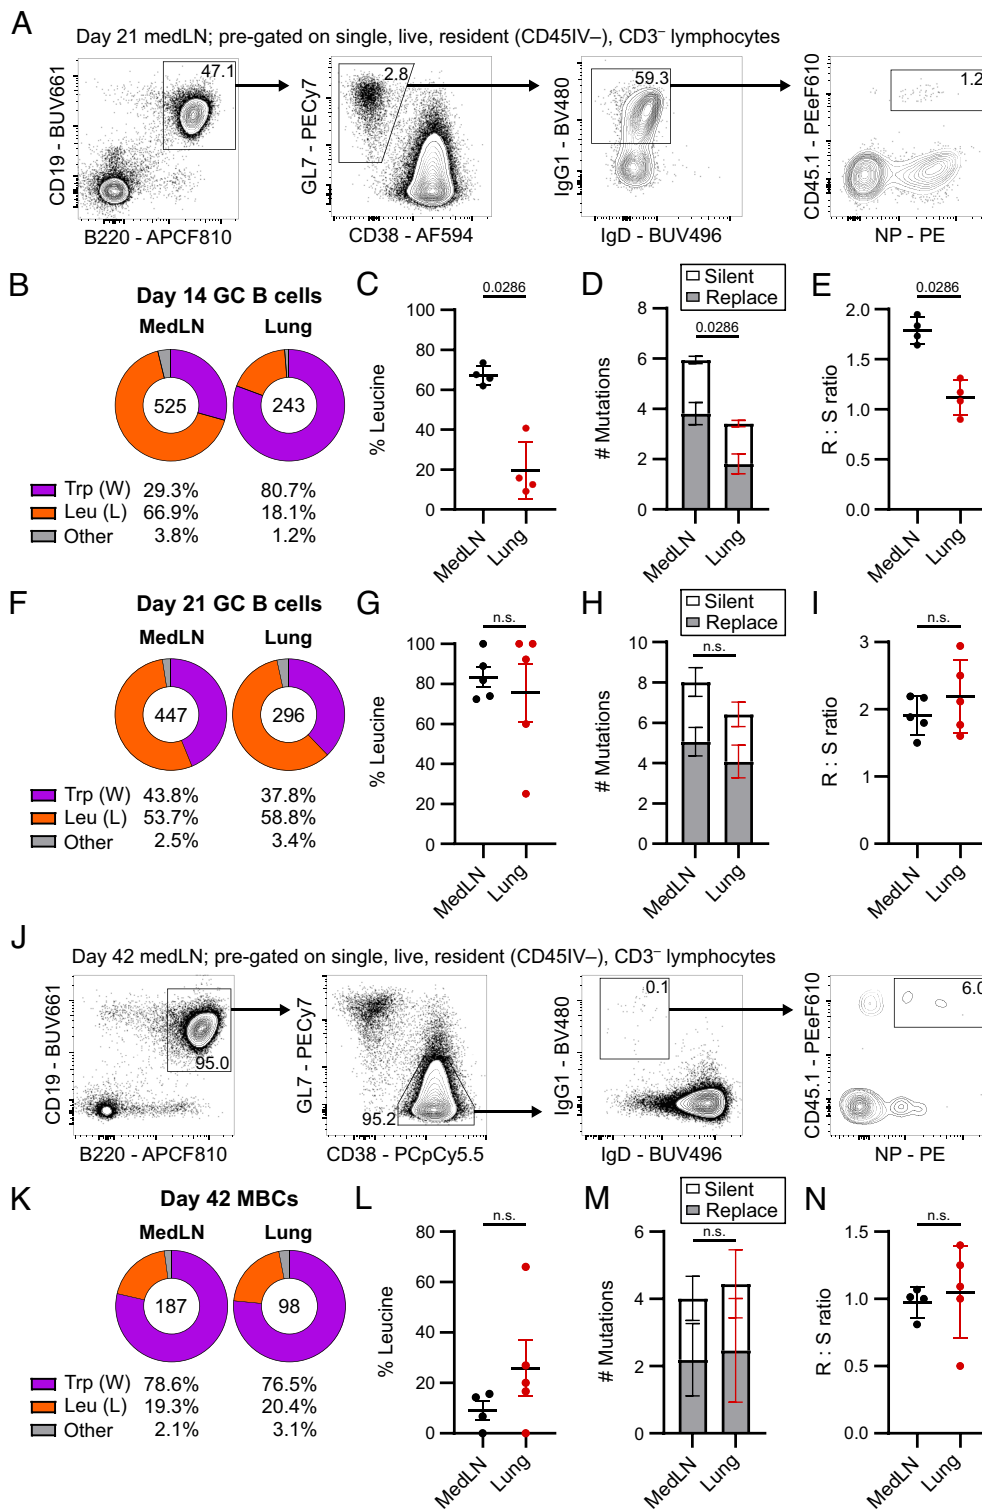 A
Day 21 medLN; pre-gated on single, live, resident (CD45IV–), CD3⁻ lymphocytes
47.1
2.8
59.3
1.2
CD19 - BUV661
GL7 - PECy7
IgG1 - BV480
CD45.1 - PEeF610
B220 - APCF810
CD38 - AF594
IgD - BUV496
NP - PE
B
Day 14 GC B cells
MedLN Lung
525
243
Trp (W) 29.3% 80.7%
Leu (L) 66.9% 18.1%
Other 3.8% 1.2%
C
0.0286
% Leucine
100
80
60
40
20
0
MedLN
Lung
D
Silent
Replace
0.0286
# Mutations
8
6
4
2
0
MedLN
Lung
E
0.0286
R : S ratio
2.0
1.5
1.0
0.5
0.0
MedLN
Lung
F
Day 21 GC B cells
MedLN Lung
447
296
Trp (W) 43.8% 37.8%
Leu (L) 53.7% 58.8%
Other 2.5% 3.4%
G
n.s.
% Leucine
100
80
60
40
20
0
MedLN
Lung
H
Silent
Replace
n.s.
# Mutations
10
8
6
4
2
0
MedLN
Lung
I
n.s.
R : S ratio
3
2
1
0
MedLN
Lung
J
Day 42 medLN; pre-gated on single, live, resident (CD45IV–), CD3⁻ lymphocytes
95.0
95.2
0.1
6.0
CD19 - BUV661
GL7 - PECy7
IgG1 - BV480
CD45.1 - PEeF610
B220 - APCF810
CD38 - PCpCy5.5
IgD - BUV496
NP - PE
K
Day 42 MBCs
MedLN Lung
187
98
Trp (W) 78.6% 76.5%
Leu (L) 19.3% 20.4%
Other 2.1% 3.1%
L
n.s.
% Leucine
80
60
40
20
0
MedLN
Lung
M
Silent
Replace
n.s.
# Mutations
6
4
2
0
MedLN
Lung
N
n.s.
R : S ratio
1.5
1.0
0.5
0.0
MedLN
Lung